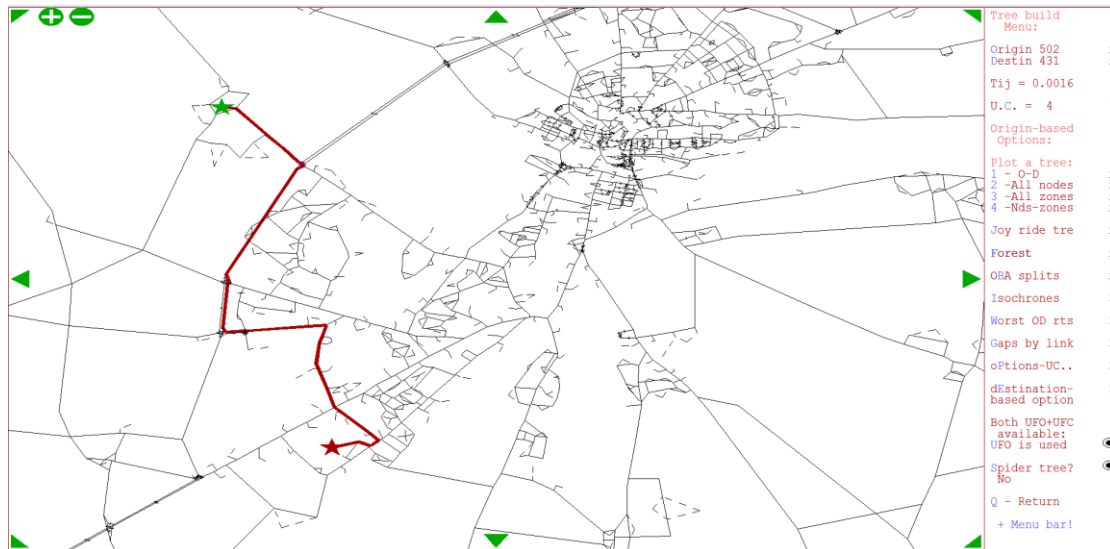 Tree build
Menu:
Origin 502
Destin 431
Tij = 0.0016
U.C. = 4
Origin-based
Options:
Plot a tree:
1 - O-D
2 -All nodes
3 -All zones
4 -Nds-zones
Joy ride tre
Forest
OBA splits
Isochrones
Worst OD rts
Gaps by link
oPtions-UC..
dEstination-
based option
Both UFO+UFC
available:
UFO is used
Spider tree?
No
Q - Return
+ Menu bar!